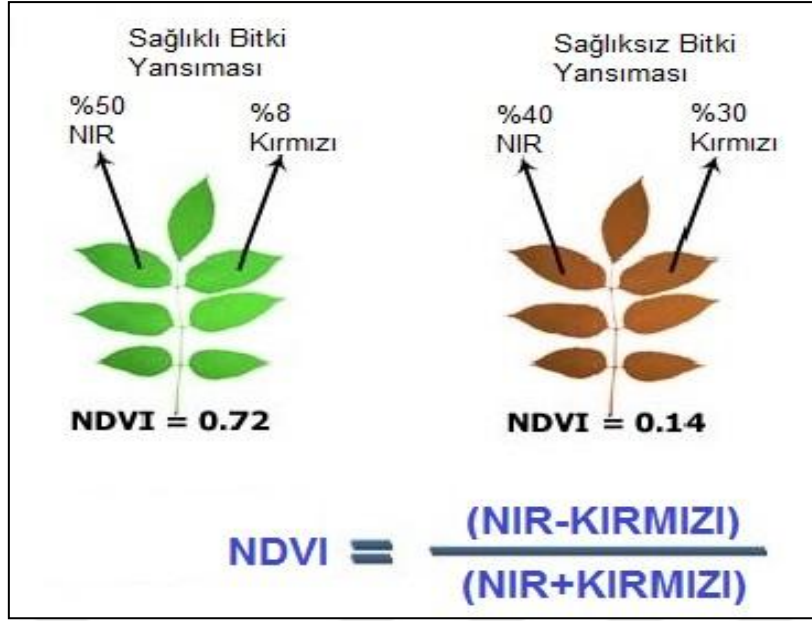 Sağlıklı Bitki
Yansıması
%50
NIR
%8
Kırmızı
NDVI = 0.72
Sağlıksız Bitki
Yansıması
%40
NIR
%30
Kırmızı
NDVI = 0.14
NDVI = (NIR-KIRMIZI)
(NIR+KIRMIZI)